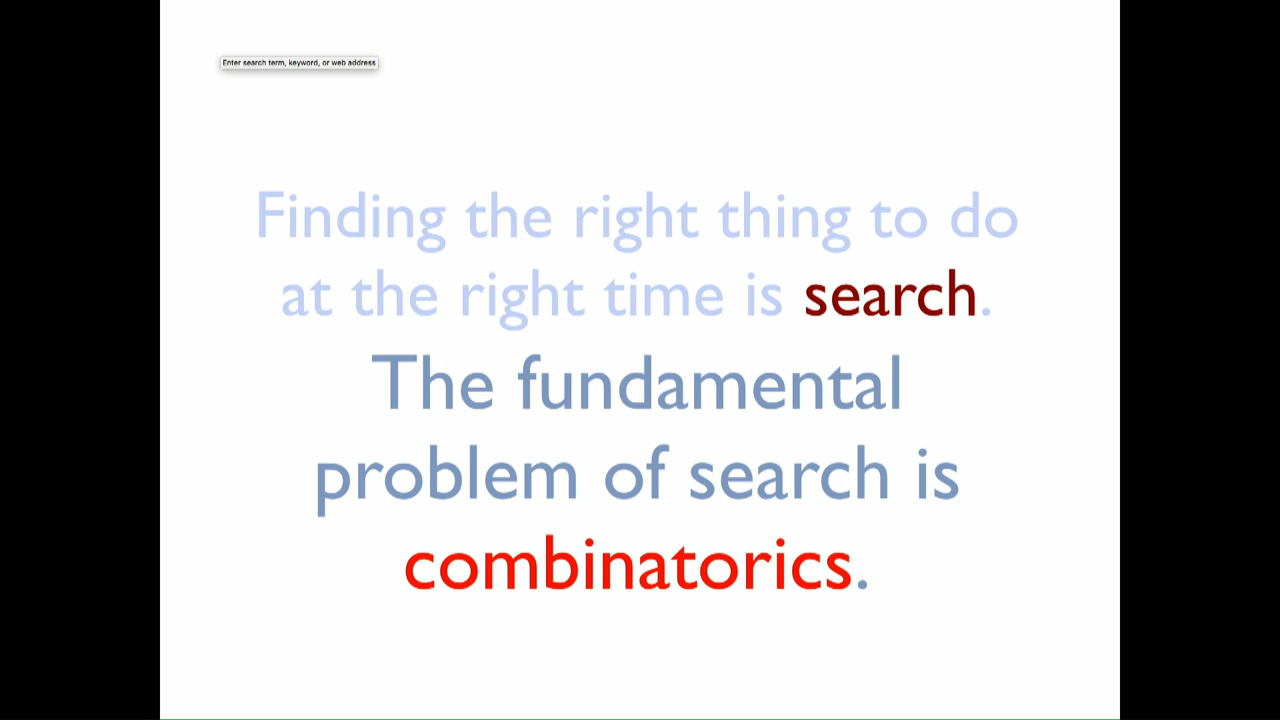 Enter search term, keyword, or web address
Finding the right thing to do
at the right time is search.
The fundamental
problem of search is
combinatorics.